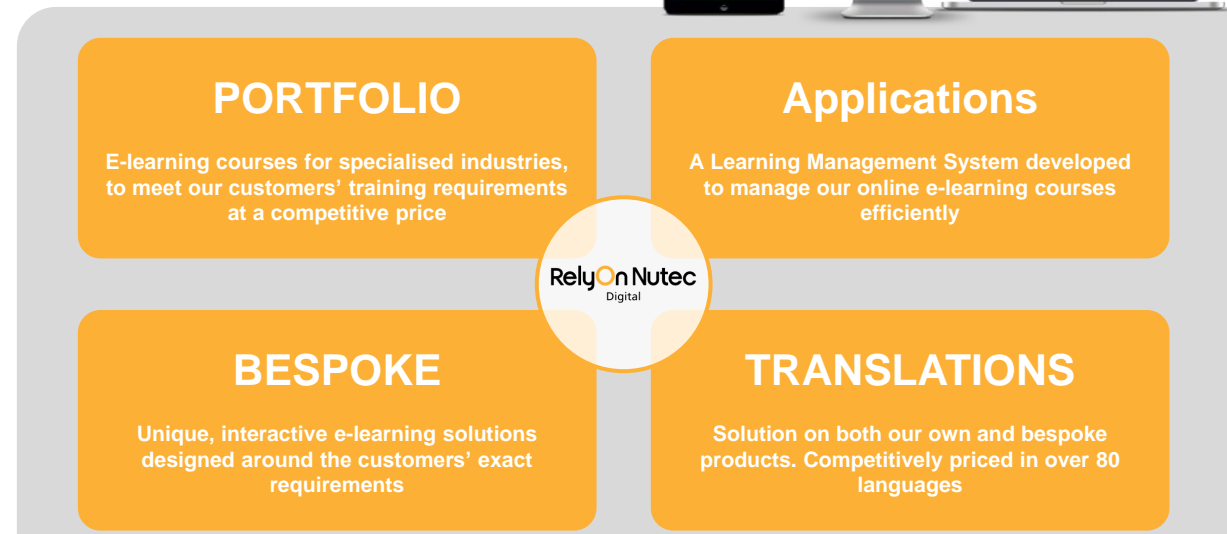 PORTFOLIO
E-learning courses for specialised industries,
to meet our customers’ training requirements
at a competitive price
Applications
A Learning Management System developed
to manage our online e-learning courses
efficiently
RelyOn Nutec
Digital
BESPOKE
Unique, interactive e-learning solutions
designed around the customers’ exact
requirements
TRANSLATIONS
Solution on both our own and bespoke
products. Competitively priced in over 80
languages